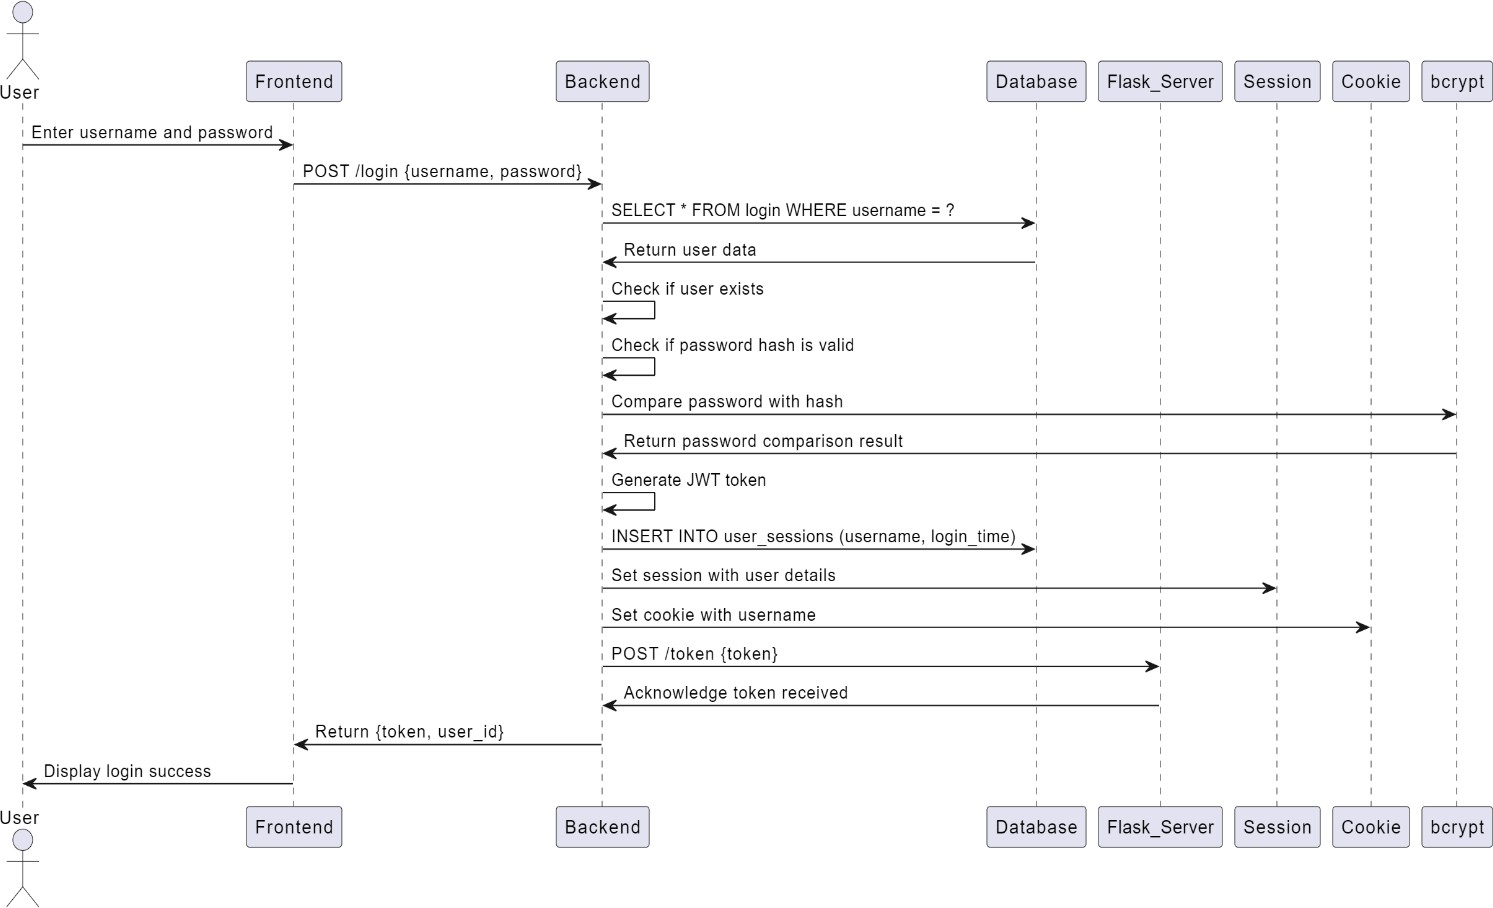 User
Frontend
Backend
Database
Flask_Server
Session
Cookie
bcrypt
Enter username and password
POST /login {username, password}
SELECT * FROM login WHERE username = ?
Return user data
Check if user exists
Check if password hash is valid
Compare password with hash
Return password comparison result
Generate JWT token
INSERT INTO user_sessions (username, login_time)
Set session with user details
Set cookie with username
POST /token {token}
Acknowledge token received
Return {token, user_id}
Display login success
User
Frontend
Backend
Database
Flask_Server
Session
Cookie
bcrypt